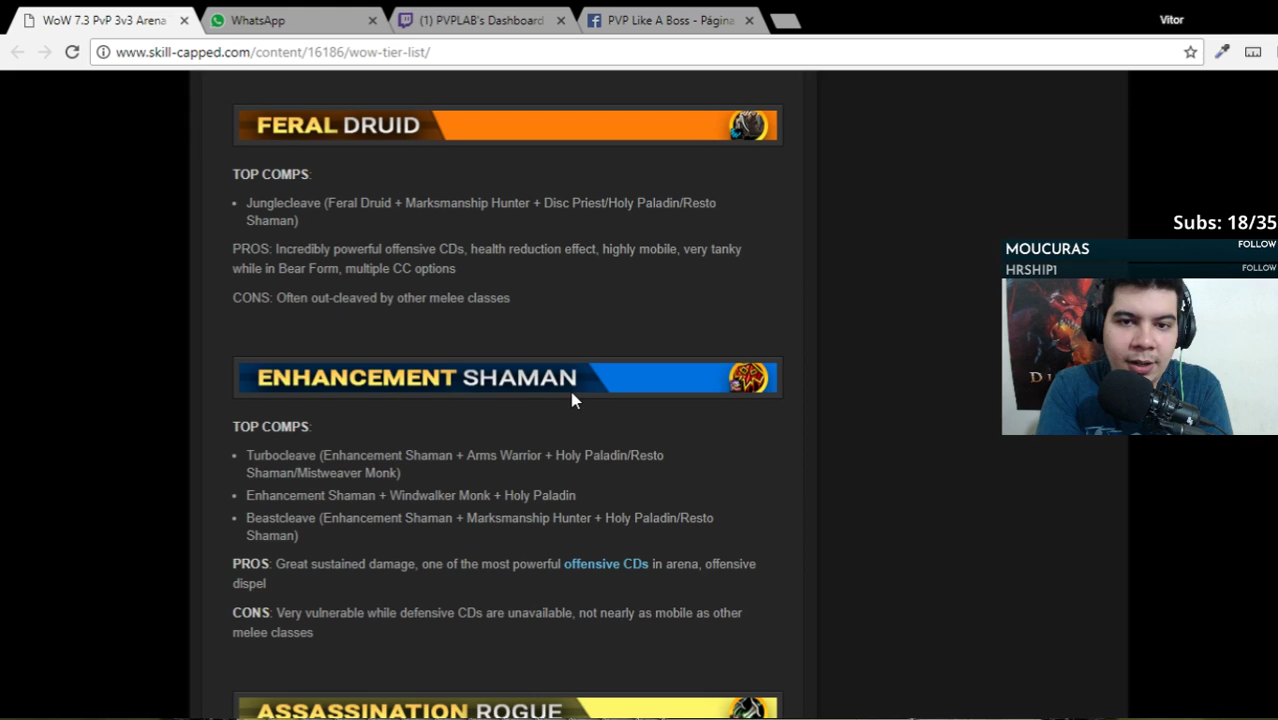 WoW 7.3 PvP 3v3 Arena
WhatsApp
(1) PVPLAB's Dashboard
PVP Like A Boss - Página
Vitor
www.skill-capped.com/content/16186/wow-tier-list/
FERAL DRUID
TOP COMPS:
Junglecleave (Feral Druid + Marksmanship Hunter + Disc Priest/Holy Paladin/Resto
Shaman)
PROS: Incredibly powerful offensive CDs, health reduction effect, highly mobile, very tanky
while in Bear Form, multiple CC options
CONS: Often out-cleaved by other melee classes
ENHANCEMENT SHAMAN
TOP COMPS:
Turbocleave (Enhancement Shaman + Arms Warrior + Holy Paladin/Resto
Shaman/Mistweaver Monk)
Enhancement Shaman + Windwalker Monk + Holy Paladin
Beastcleave (Enhancement Shaman + Marksmanship Hunter + Holy Paladin/Resto
Shaman)
PROS: Great sustained damage, one of the most powerful offensive CDs in arena, offensive
dispel
CONS: Very vulnerable while defensive CDs are unavailable, not nearly as mobile as other
melee classes
ASSASSINATION ROGUE
Subs: 18/35
MOUCURAS FOLLOW
HRSHIP1 FOLLOW